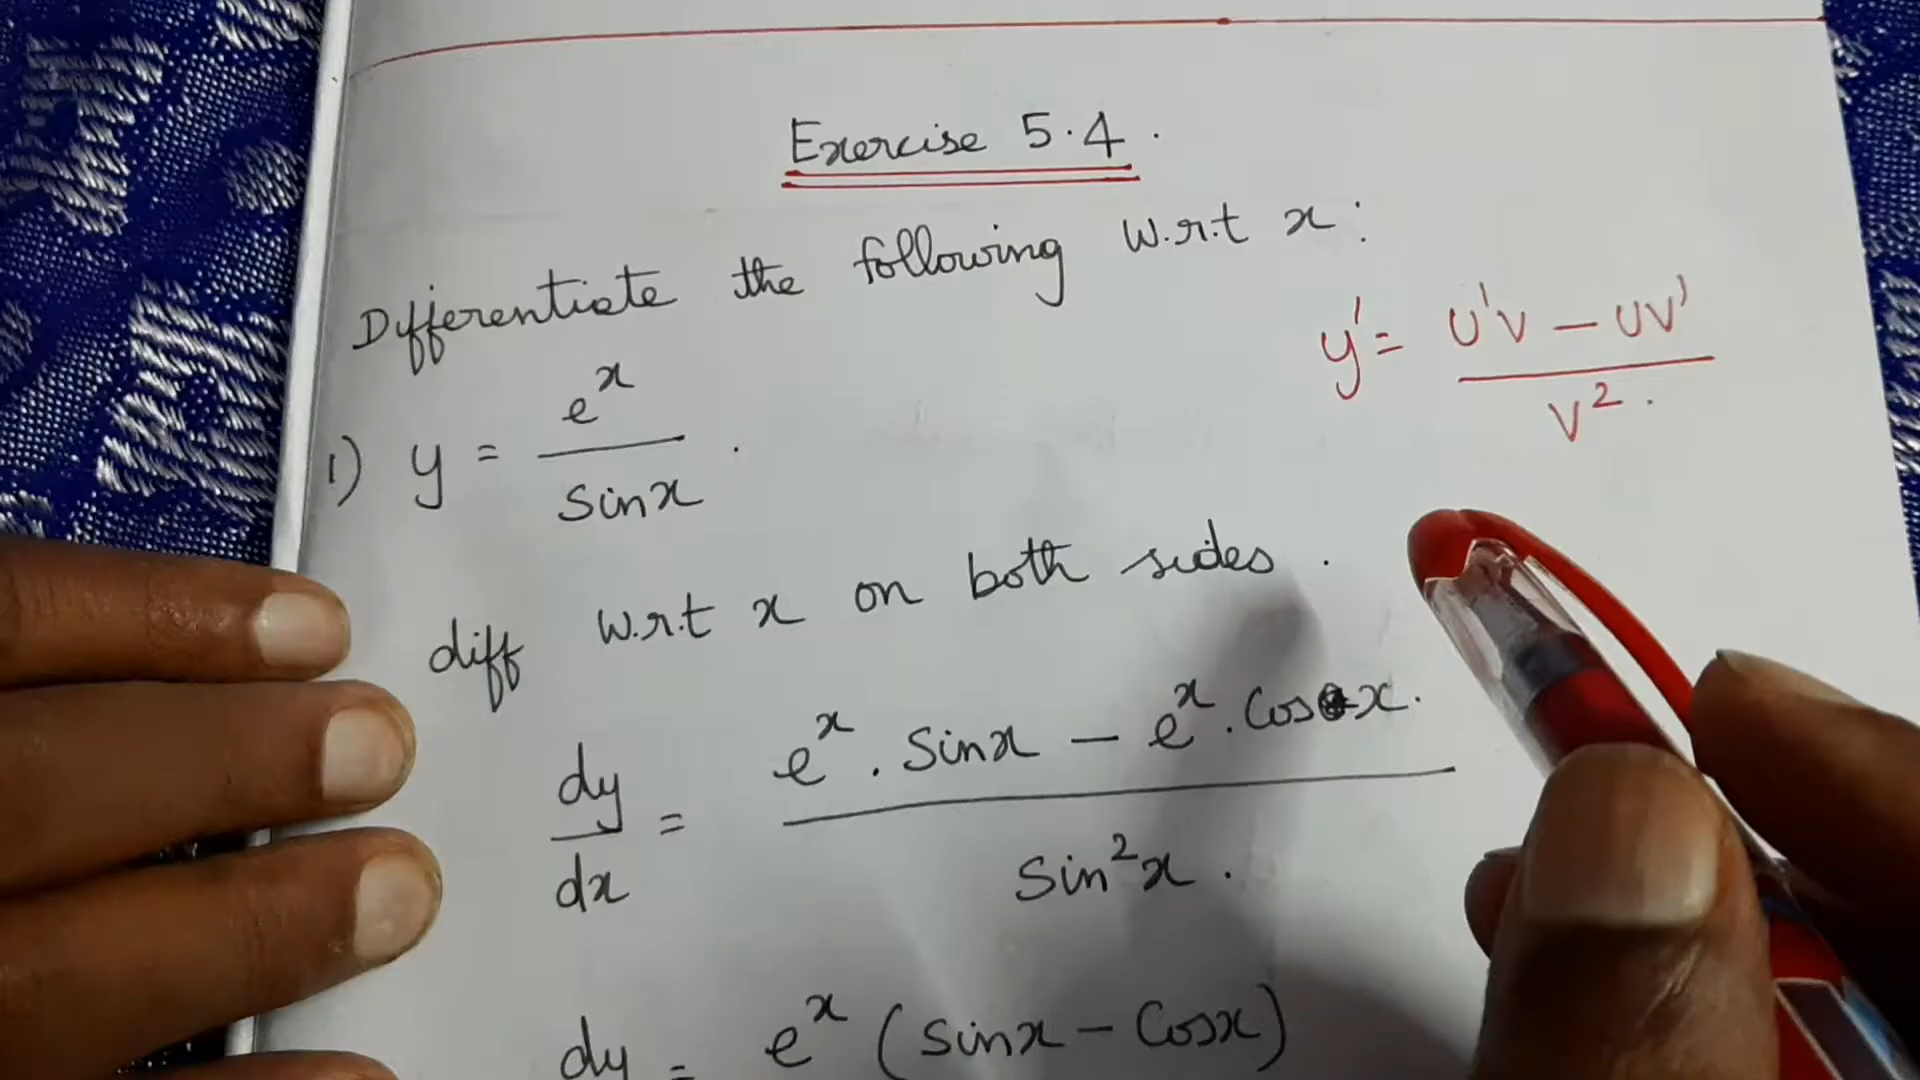 Exercise 5.4.
Differentiate the following w.r.t x:
y' = U'V - UV' / V².
1) y = e^x / Sinx.
diff w.r.t x on both sides.
dy/dx = e^x . Sinx - e^x . Cosx. / Sin²x.
dy = e^x (Sinx - Cosx)